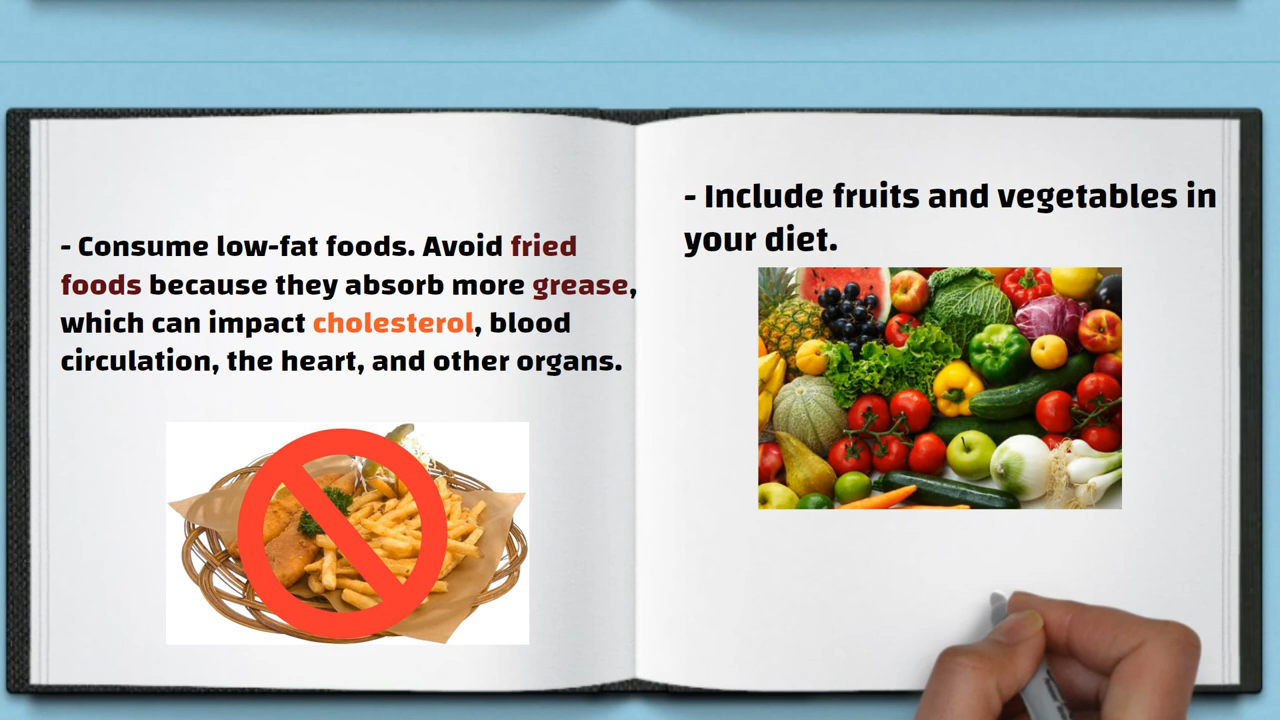 - Consume low-fat foods. Avoid fried
foods because they absorb more grease,
which can impact cholesterol, blood
circulation, the heart, and other organs.
- Include fruits and vegetables in
your diet.